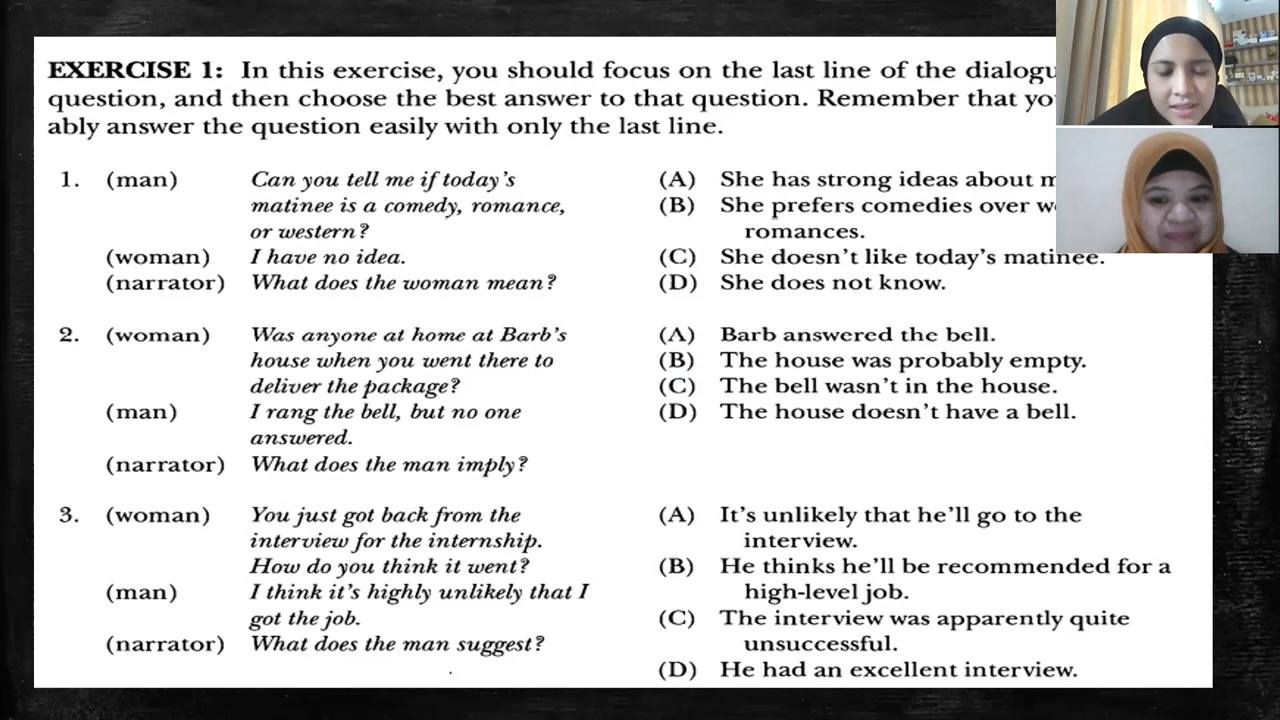 EXERCISE 1: In this exercise, you should focus on the last line of the
question, and then choose the best answer to that question. Remember that
ably answer the question easily with only the last line.
1. (man) Can you tell me if today's (A) She has strong ideas about
matinee is a comedy, romance, (B) She prefers comedies over
or western? romances.
(woman) I have no idea. (C) She doesn't like today's matinee.
(narrator) What does the woman mean? (D) She does not know.
2. (woman) Was anyone at home at Barb's (A) Barb answered the bell.
house when you went there to (B) The house was probably empty.
deliver the package? (C) The bell wasn't in the house.
(man) I rang the bell, but no one (D) The house doesn't have a bell.
answered.
(narrator) What does the man imply?
3. (woman) You just got back from the (A) It's unlikely that he'll go to the
interview for the internship. interview.
How do you think it went? (B) He thinks he'll be recommended for a
(man) I think it's highly unlikely that I high-level job.
got the job. (C) The interview was apparently quite
(narrator) What does the man suggest? unsuccessful.
(D) He had an excellent interview.